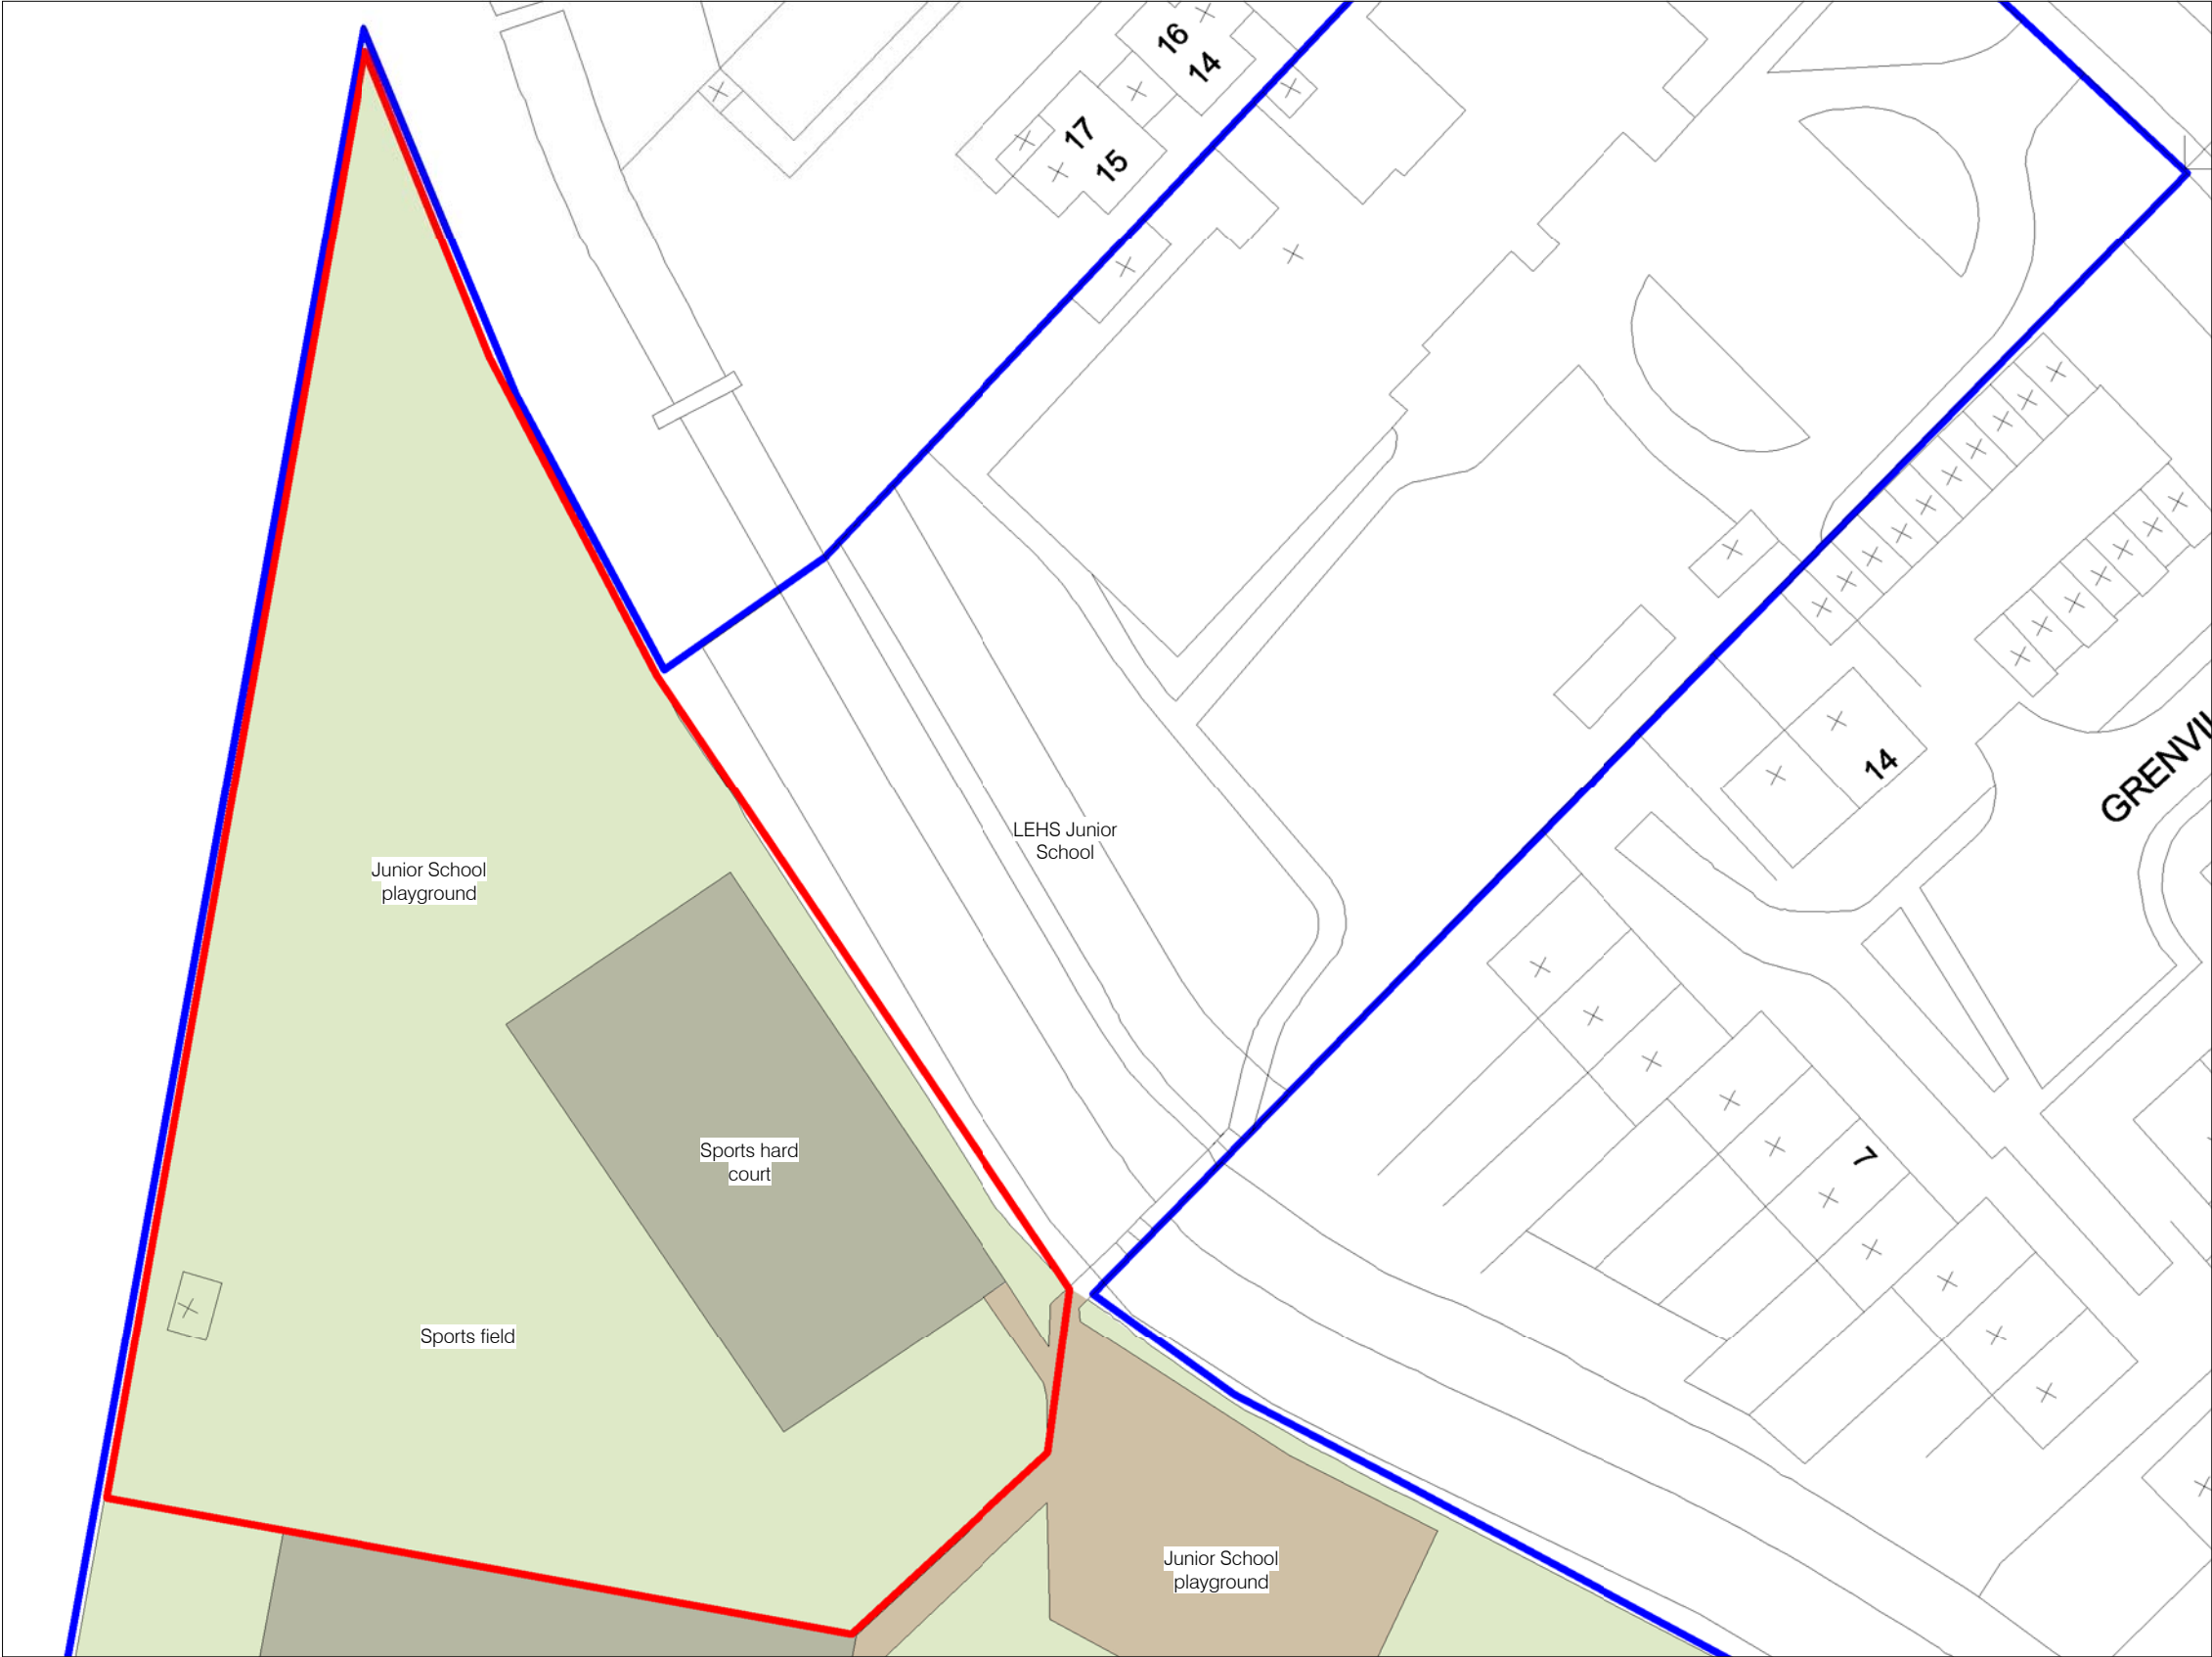 16
14
17
15
14
GRENVI
LEHS Junior
School
Junior School
playground
Sports hard
court
7
Sports field
Junior School
playground